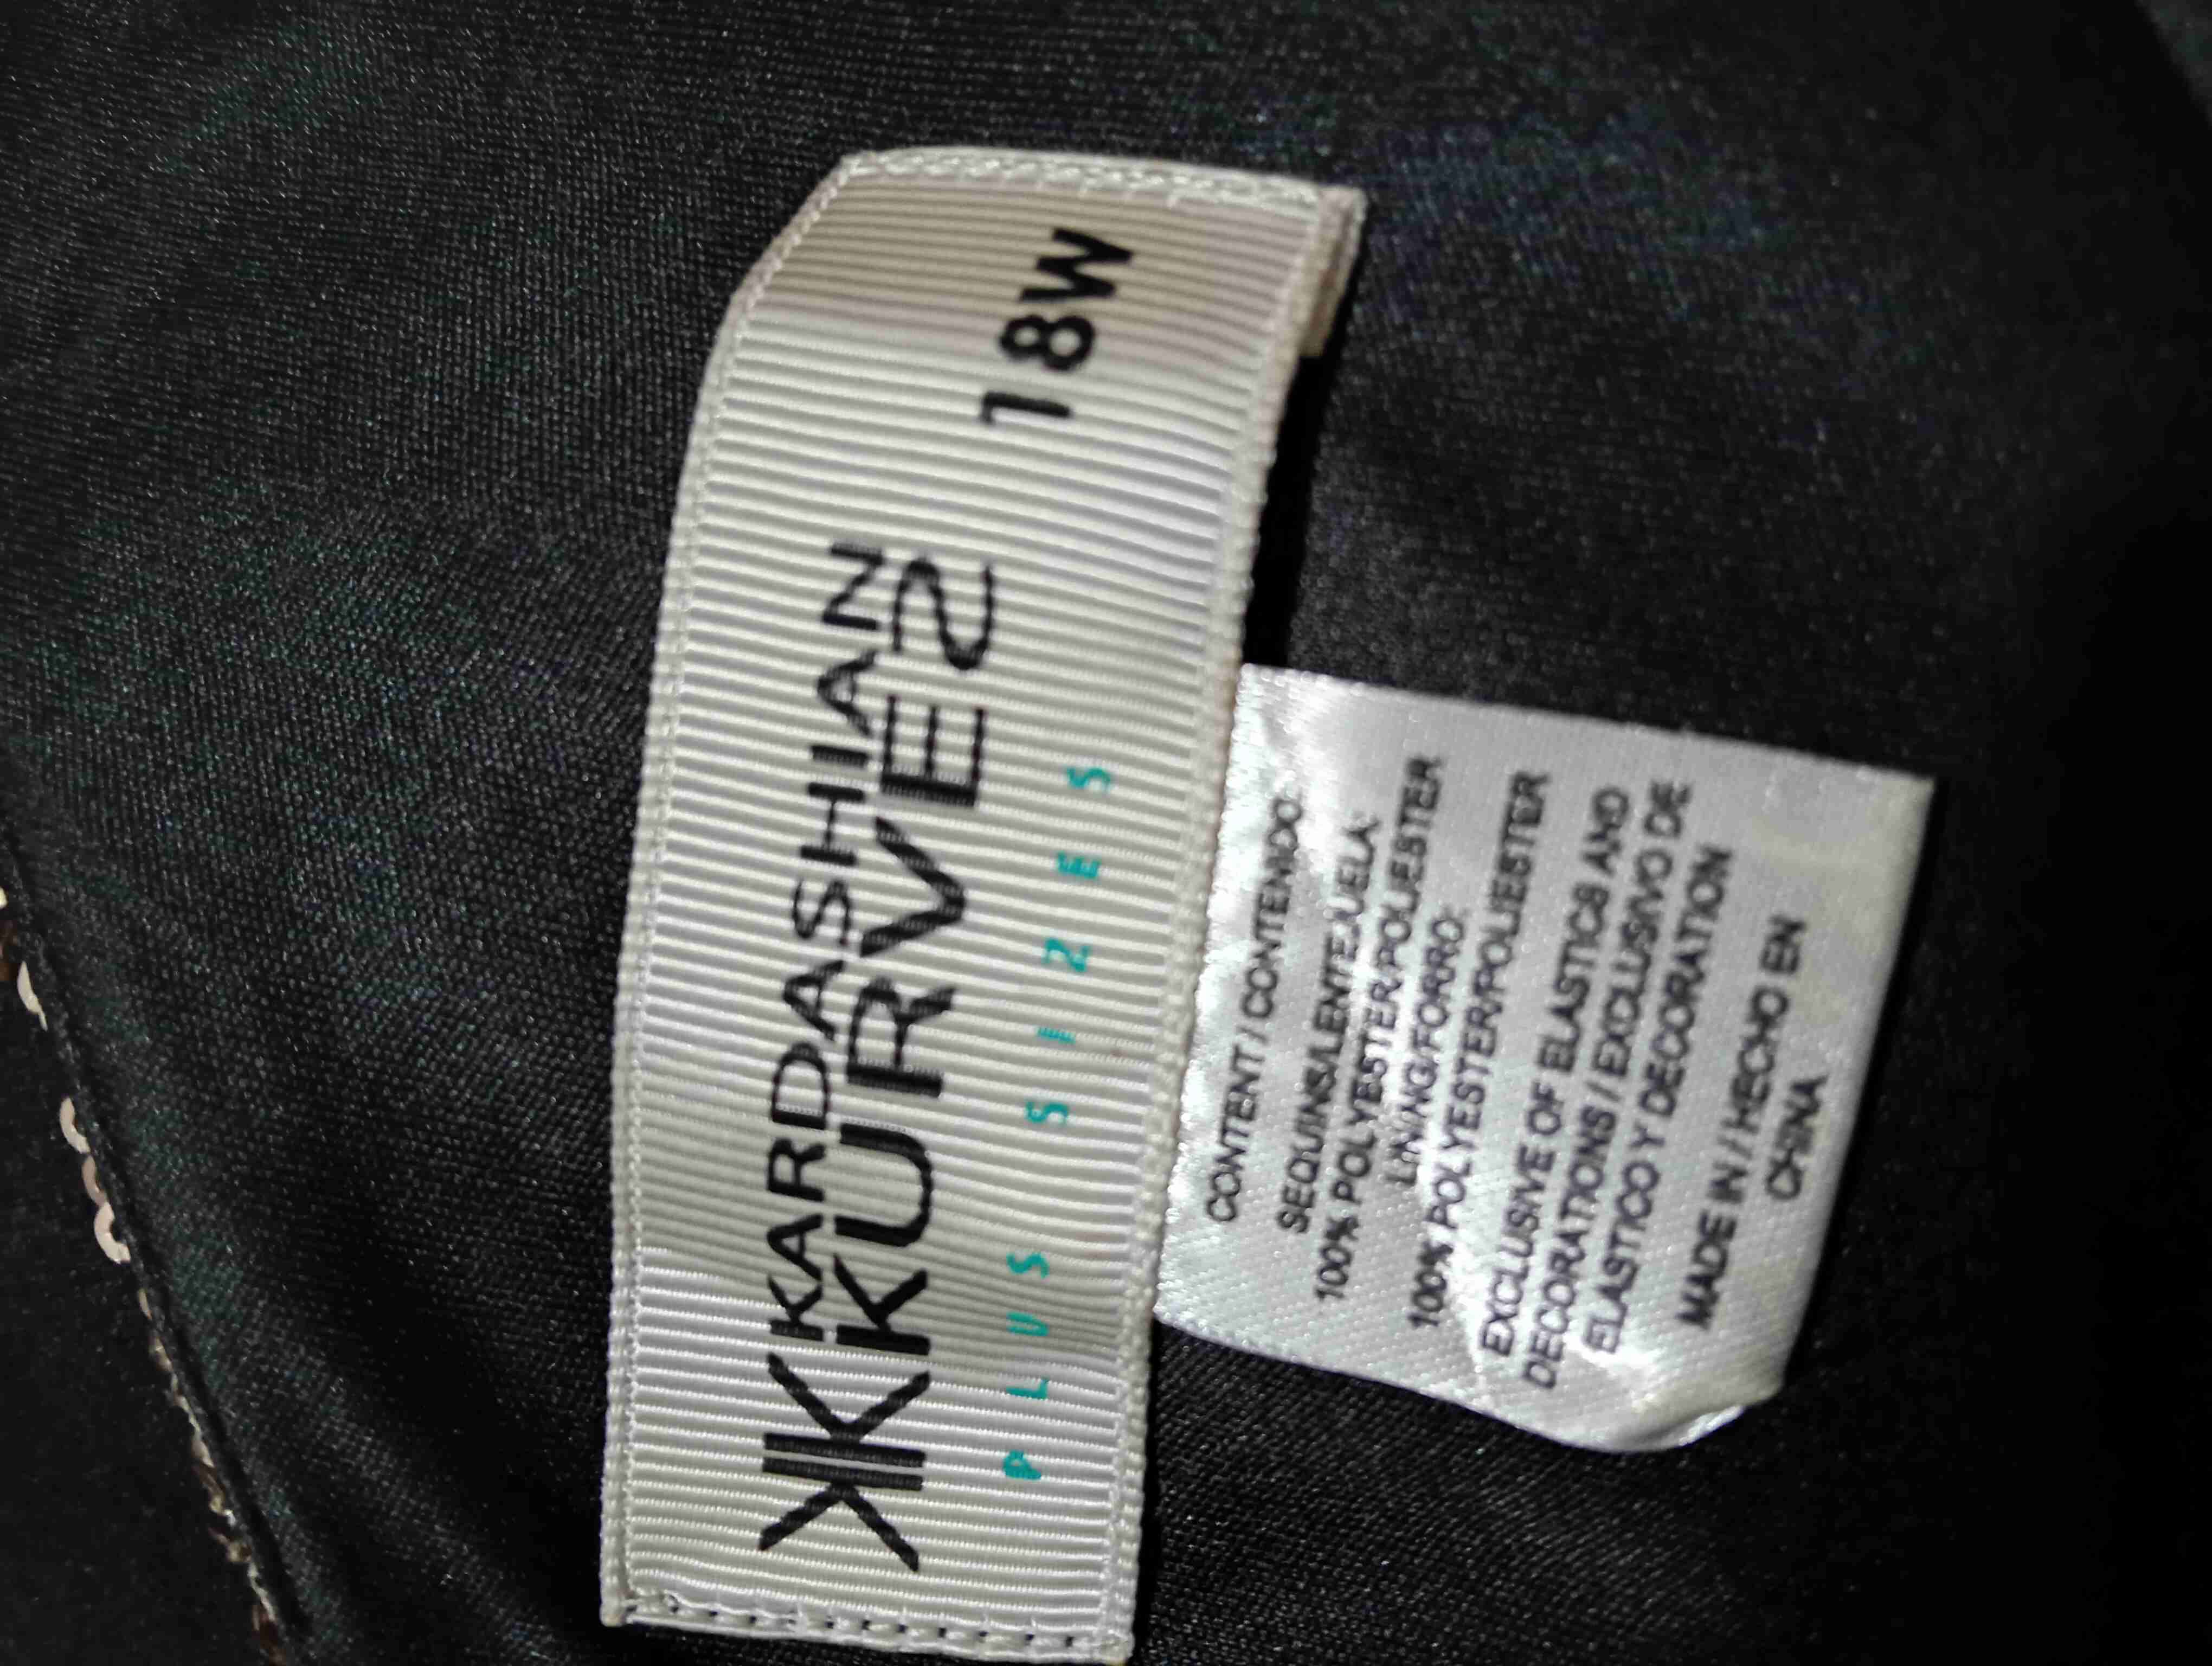 KK KARDASHIAN
KURVES
PLUS SIZES
18W
CONTENT / CONTENIDO:
SEQUINS/LENTEJUELA:
100% POLYESTER/POLIESTER
LINING/FORRO:
100% POLYESTER/POLIESTER
EXCLUSIVE OF ELASTICS AND
DECORATIONS / EXCLUSIVO DE
ELASTICO Y DECORATION
MADE IN / HECHO EN
CHINA